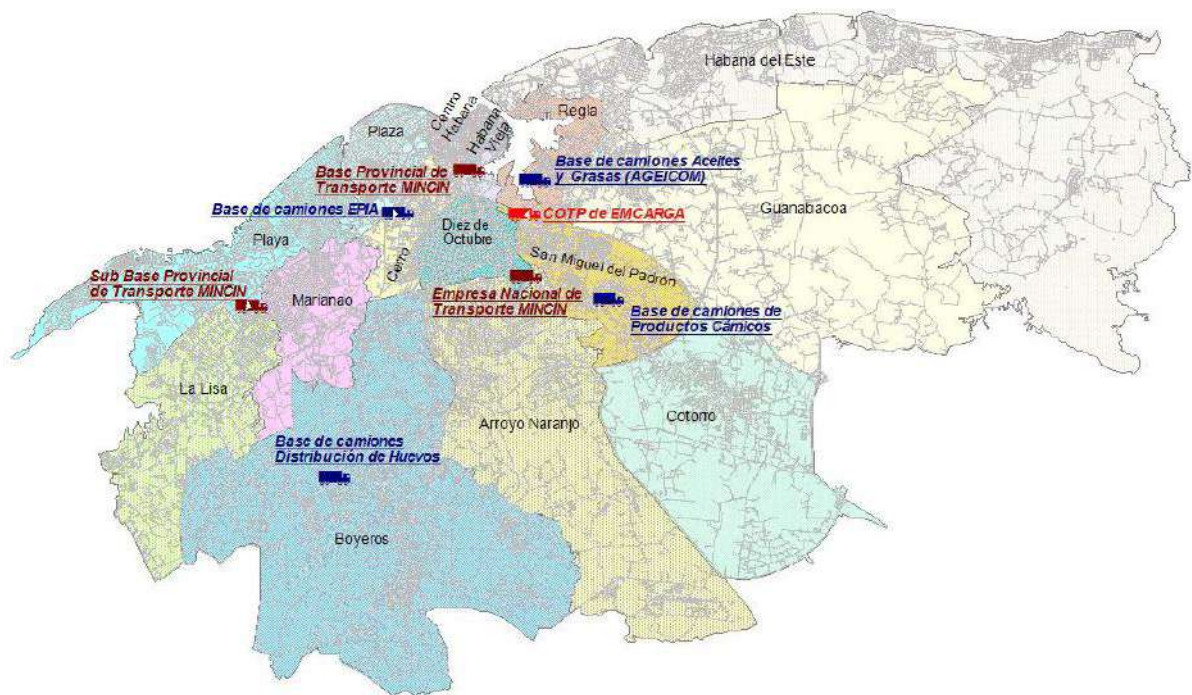 Habana del Este
Centro
Habana
Habana
Vieja
Regla
Plaza
Base Provincial de
Transporte MINCIN
Base de camiones Aceites
y Grasas (AGEICOM)
Base de camiones EPIA
COTP de EMCARGA
Guanabacoa
Diez de
Octubre
Playa
Cerro
San Miguel del Padrón
Sub Base Provincial
de Transporte MINCIN
Marianao
Empresa Nacional de
Transporte MINCIN
Base de camiones de
Productos Cárnicos
La Lisa
Arroyo Naranjo
Cotorro
Base de camiones
Distribución de Huevos
Boyeros